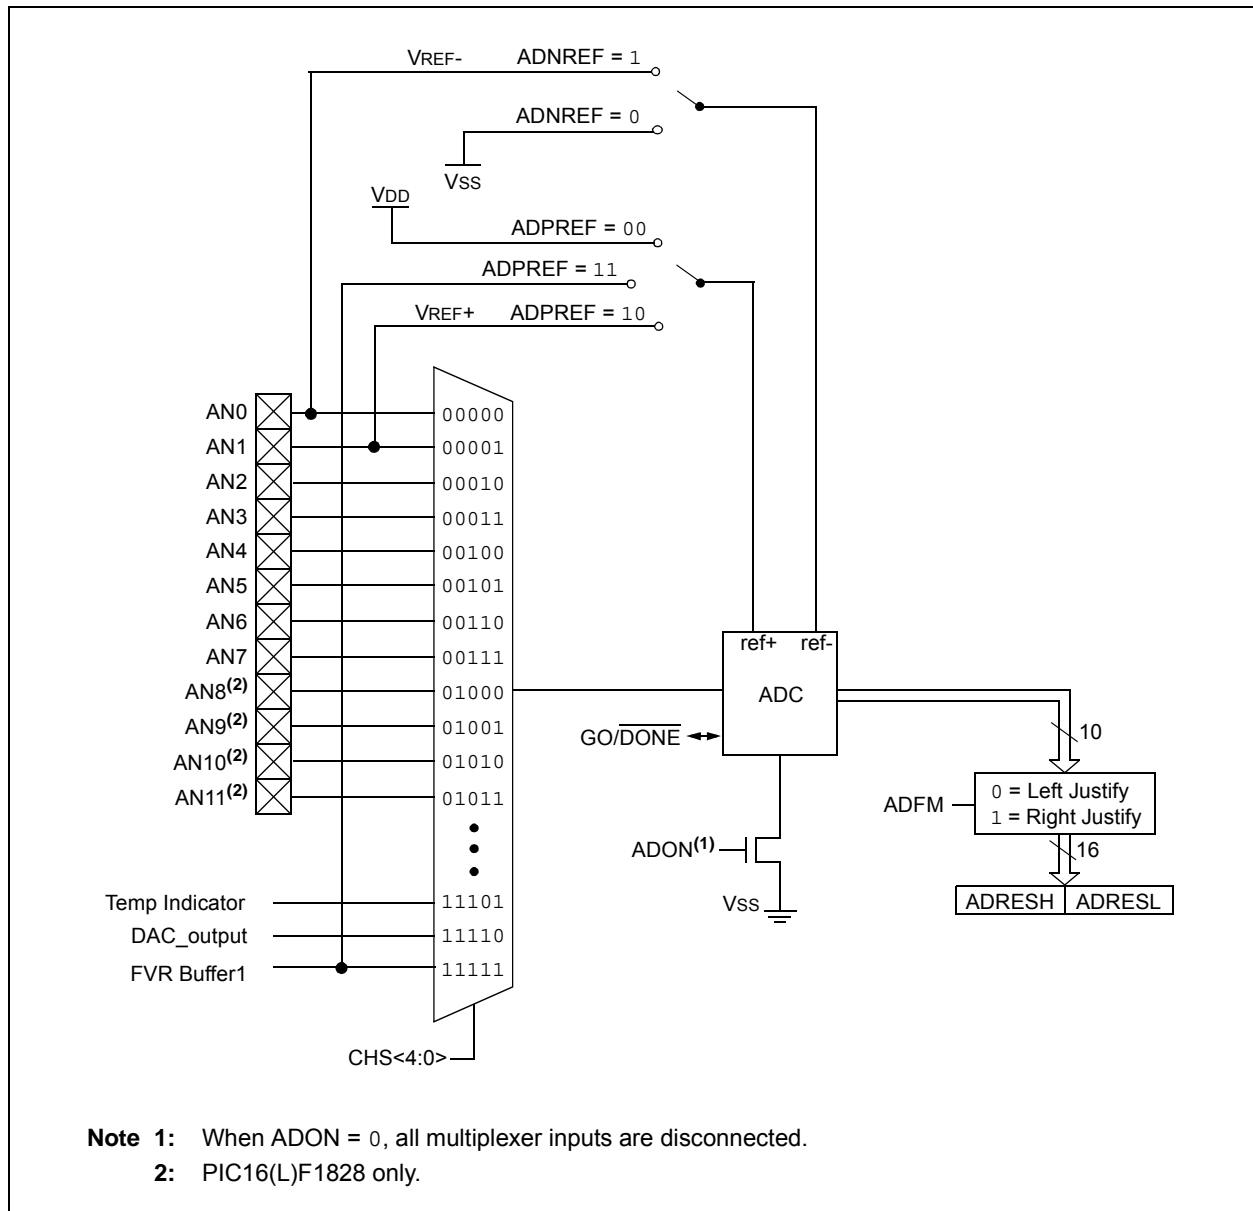 VREF- ADNREF = 1
ADNREF = 0
VSS
VDD
ADPREF = 00
ADPREF = 11
VREF+ ADPREF = 10
AN0 00000
AN1 00001
AN2 00010
AN3 00011
AN4 00100
AN5 00101
AN6 00110
AN7 00111
AN8(2) 01000
AN9(2) 01001
AN10(2) 01010
AN11(2) 01011
Temp Indicator 11101
DAC_output 11110
FVR Buffer1 11111
CHS<4:0>
ref+ ref-
ADC
GO/DONE
ADON(1)
VSS
10
ADFM
0 = Left Justify
1 = Right Justify
16
ADRESH ADRESL
Note 1: When ADON = 0, all multiplexer inputs are disconnected.
2: PIC16(L)F1828 only.